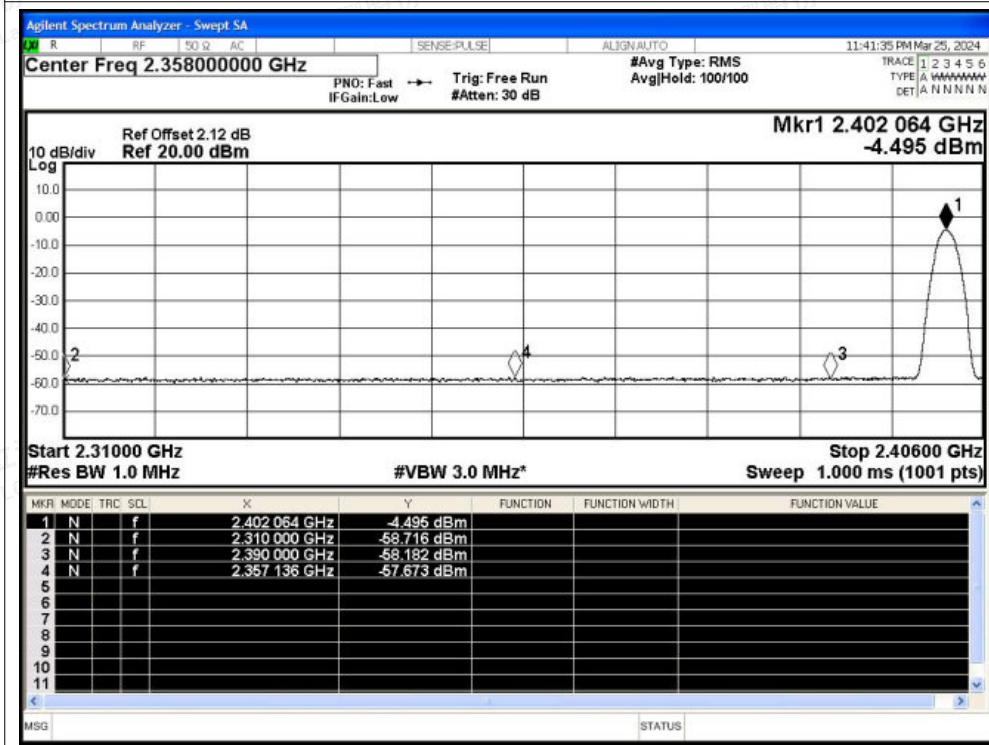 Agilent Spectrum Analyzer - Swept SA
LXI R RF 50 Ω AC SENSE:PULSE ALIGN AUTO 11:41:35 PM Mar 25, 2024
Center Freq 2.358000000 GHz #Avg Type: RMS TRACE 1 2 3 4 5 6
PNO: Fast Trig: Free Run Avg|Hold: 100/100 TYPE A WWWWW
IFGain:Low #Atten: 30 dB DET A N N N N N
Ref Offset 2.12 dB Mkr1 2.402 064 GHz
10 dB/div Ref 20.00 dBm -4.495 dBm
Log
10.0
0.00
-10.0
-20.0
-30.0
-40.0
-50.0
-60.0
-70.0
1
2
4
3
Start 2.31000 GHz Stop 2.40600 GHz
#Res BW 1.0 MHz #VBW 3.0 MHz* Sweep 1.000 ms (1001 pts)
MKR MODE TRC SCL X Y FUNCTION FUNCTION WIDTH FUNCTION VALUE
1 N f 2.402 064 GHz -4.495 dBm
2 N f 2.310 000 GHz -58.716 dBm
3 N f 2.390 000 GHz -58.182 dBm
4 N f 2.357 136 GHz -57.673 dBm
5
6
7
8
9
10
11
MSG STATUS